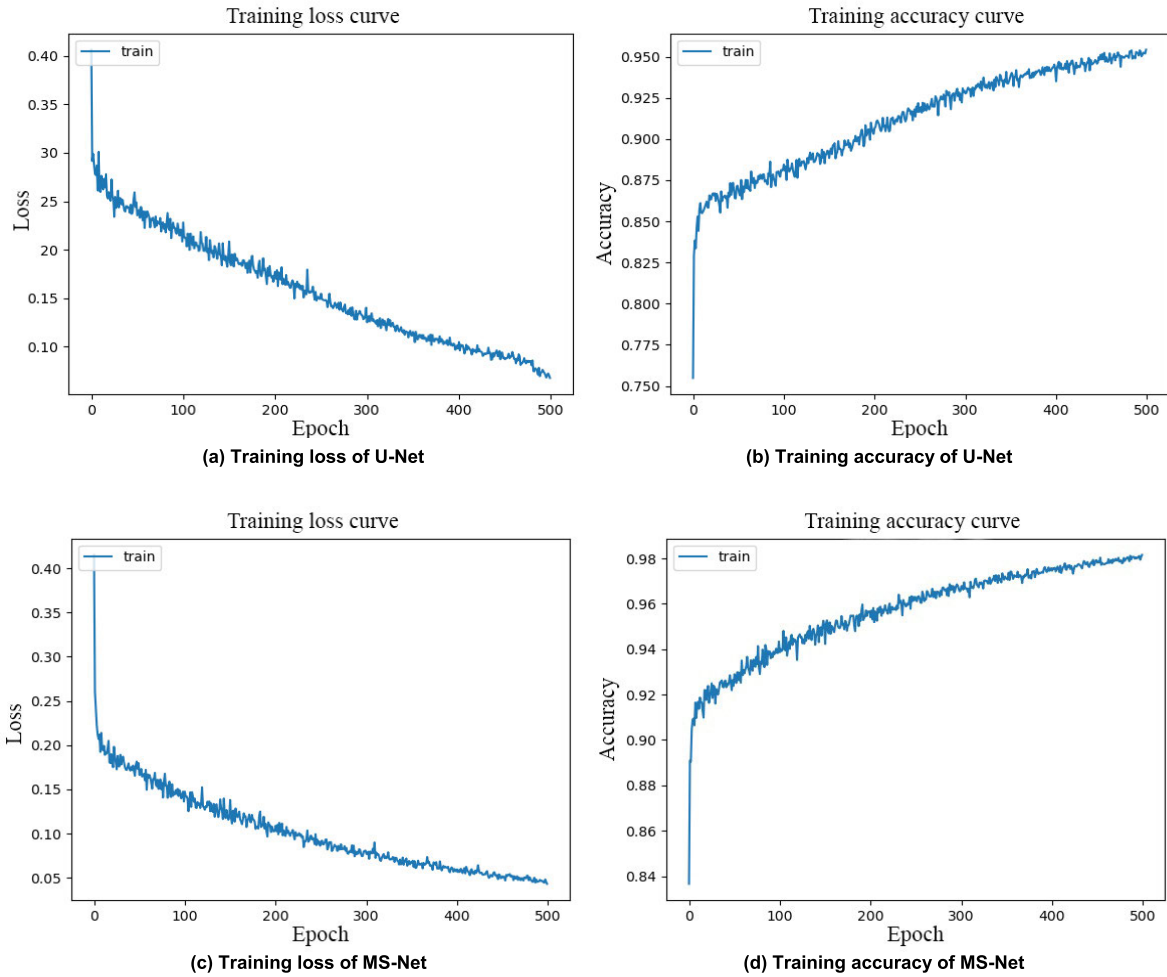 Training loss curve
train
0.40
0.35
30
25
20
0.15
0.10
Loss
0 100 200 300 400 500
Epoch
(a) Training loss of U-Net
Training accuracy curve
train
0.950
0.925
0.900
0.875
0.850
0.825
0.800
0.775
0.750
Accuracy
0 100 200 300 400 500
Epoch
(b) Training accuracy of U-Net
Training loss curve
train
0.40
0.35
0.30
0.25
0.20
0.15
0.10
0.05
Loss
0 100 200 300 400 500
Epoch
(c) Training loss of MS-Net
Training accuracy curve
train
0.98
0.96
0.94
0.92
0.90
0.88
0.86
0.84
Accuracy
0 100 200 300 400 500
Epoch
(d) Training accuracy of MS-Net